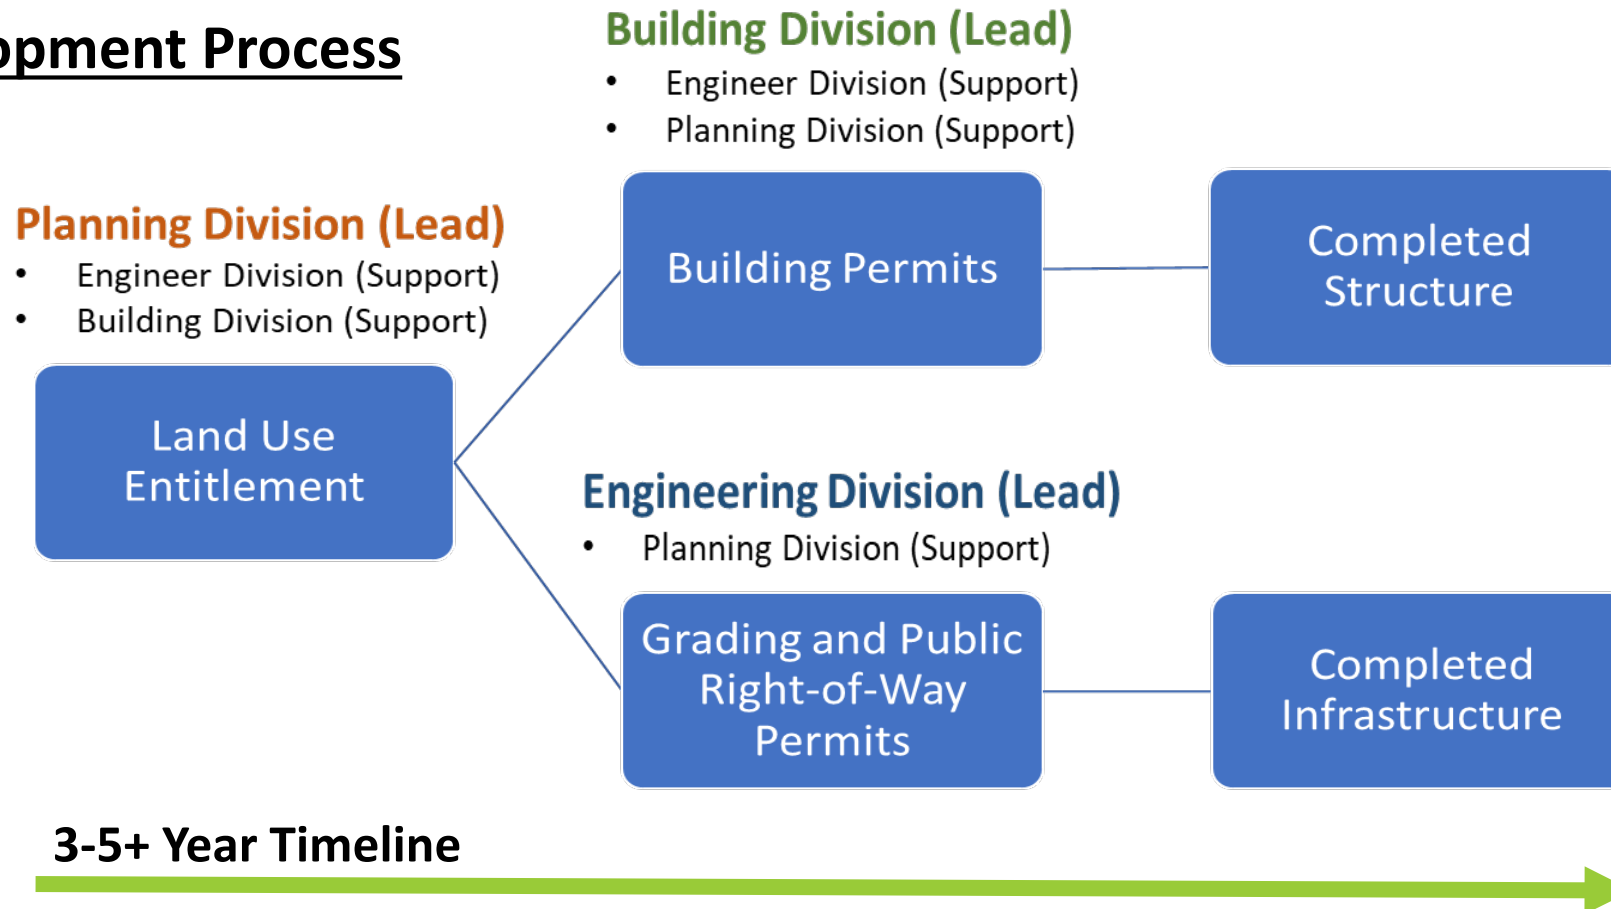 opment Process
Building Division (Lead)
• Engineer Division (Support)
• Planning Division (Support)
Planning Division (Lead)
• Engineer Division (Support)
• Building Division (Support)
Building Permits
Completed
Structure
Land Use
Entitlement
Engineering Division (Lead)
• Planning Division (Support)
Grading and Public
Right-of-Way
Permits
Completed
Infrastructure
3-5+ Year Timeline